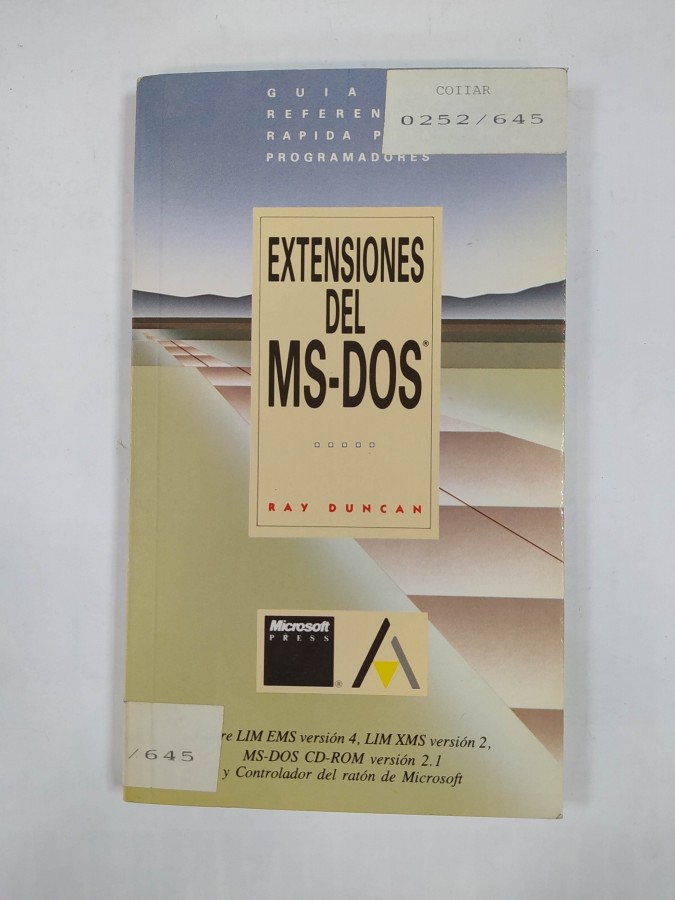 GUIA
REFEREN
RAPIDA P
PROGRAMADORES
COIIAR
0252/645
EXTENSIONES
DEL
MS-DOS®
RAY DUNCAN
Microsoft
PRESS
®
re LIM EMS versión 4, LIM XMS versión 2,
MS-DOS CD-ROM versión 2.1
y Controlador del ratón de Microsoft
/645